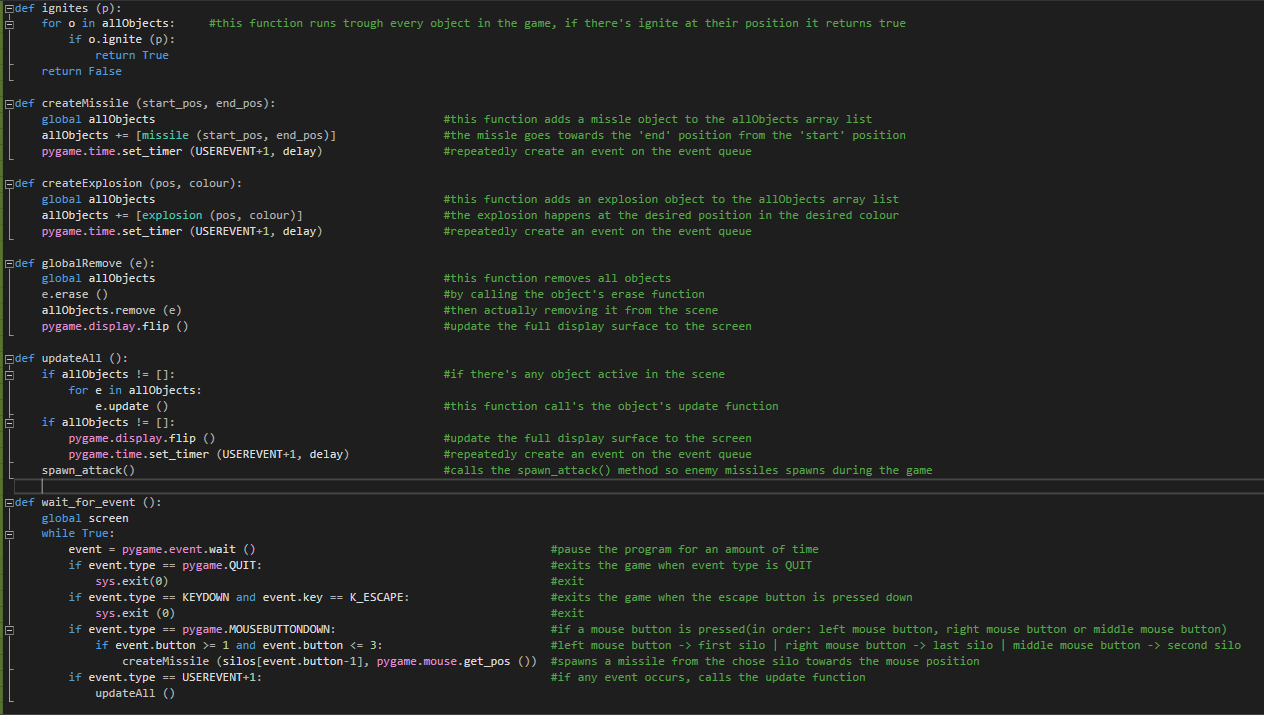 def ignites (p):
    for o in allObjects:     #this function runs trough every object in the game, if there's ignite at their position it returns true
        if o.ignite (p):
            return True
    return False

def createMissile (start_pos, end_pos):
    global allObjects                                           #this function adds a missle object to the allObjects array list
    allObjects += [missile (start_pos, end_pos)]                #the missle goes towards the 'end' position from the 'start' position
    pygame.time.set_timer (USEREVENT+1, delay)                  #repeatedly create an event on the event queue

def createExplosion (pos, colour):
    global allObjects                                           #this function adds an explosion object to the allObjects array list
    allObjects += [explosion (pos, colour)]                     #the explosion happens at the desired position in the desired colour
    pygame.time.set_timer (USEREVENT+1, delay)                  #repeatedly create an event on the event queue

def globalRemove (e):
    global allObjects                                           #this function removes all objects
    e.erase ()                                                  #by calling the object's erase function
    allObjects.remove (e)                                       #then actually removing it from the scene
    pygame.display.flip ()                                      #update the full display surface to the screen

def updateAll ():
    if allObjects != []:                                        #if there's any object active in the scene
        for e in allObjects:
            e.update ()                                         #this function call's the object's update function
    if allObjects != []:
        pygame.display.flip ()                                  #update the full display surface to the screen
        pygame.time.set_timer (USEREVENT+1, delay)              #repeatedly create an event on the event queue
    spawn_attack()                                              #calls the spawn_attack() method so enemy missiles spawns during the game

def wait_for_event ():
    global screen
    while True:
        event = pygame.event.wait ()                                            #pause the program for an amount of time
        if event.type == pygame.QUIT:                                           #exits the game when event type is QUIT
            sys.exit(0)                                                         #exit
        if event.type == KEYDOWN and event.key == K_ESCAPE:                     #exits the game when the escape button is pressed down
            sys.exit (0)                                                        #exit
        if event.type == pygame.MOUSEBUTTONDOWN:                                #if a mouse button is pressed(in order: left mouse button, right mouse button or middle mouse button)
            if event.button >= 1 and event.button <= 3:                         #left mouse button -> first silo | right mouse button -> last silo | middle mouse button -> second silo
                createMissile (silos[event.button-1], pygame.mouse.get_pos ())  #spawns a missile from the chose silo towards the mouse position
        if event.type == USEREVENT+1:                                           #if any event occurs, calls the update function
            updateAll ()